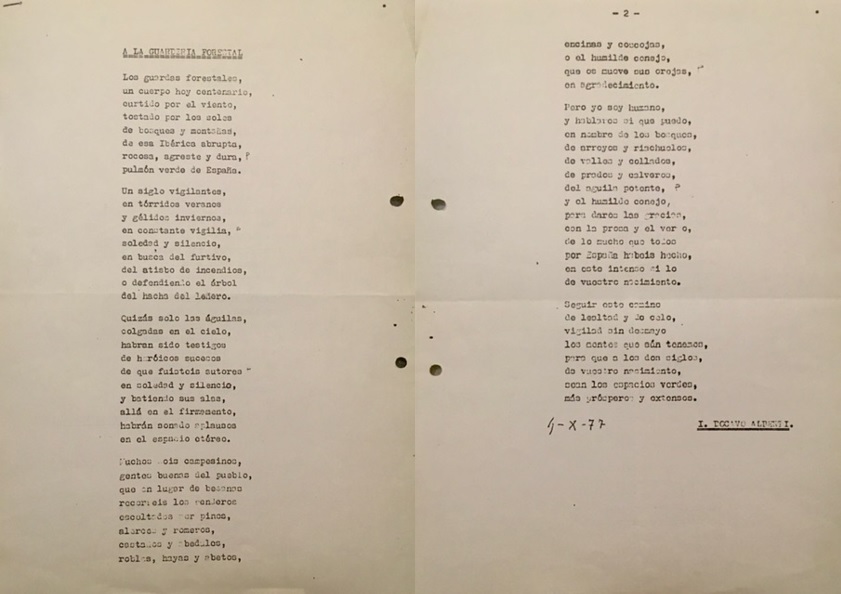 A LA GUARDERIA FORESTAL
Los guardas forestales,
un cuerpo hoy centenario,
curtido por el viento,
tostado por los soles
de bosques y montañas,
de esa Ibérica abrupta,
rocosa, agreste y dura,
pulmón verde de España.
Un siglo vigilantes,
en tórridos veranos
y gélidos inviernos,
en constante vigilia,
soledad y silencio,
en busca del furtivo,
del atisbo de incendios,
o defendiendo el árbol
del hacha del leñero.
Quizás solo las águilas,
colgadas en el cielo,
habran sido testigos
de heróicos sucesos
de que fuisteis autores
en soledad y silencio,
y batiendo sus alas,
allá en el firmamento,
habrán sonado aplausos
en el espacio etéreo.
Muchos sois campesinos,
gentes buenas del pueblo,
que en lugar de besanas
recorreis los senderos
escoltados por pinos,
alerces y romeros,
castaños y abedules,
robles, hayas y abetos,
- 2 -
encinas y coscojas,
o el humilde conejo,
que os mueve sus orejas,
en agradecimiento.
Pero yo soy humano,
y hablaros si que puedo,
en nombre de los bosques,
de arroyos y riachuelos,
de valles y collados,
de prados y calveros,
del aguila potente,
y el humilde conejo,
para daros las gracias,
con la prosa y el verso,
de lo mucho que todos
por España habeis hecho,
en este intenso siglo
de vuestro nacimiento.
Seguir este camino
de lealtad y de celo,
vigilad sin desmayo
los montes que aún tenemos,
para que a los dos siglos,
de vuestro nacimiento,
sean los espacios verdes,
más prósperos y extensos.
4-X-77
I. DOCAVO ALBERTI.